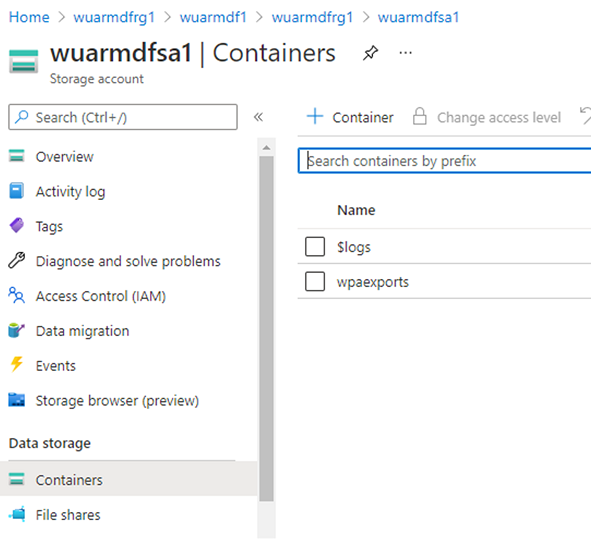 Home > wuarmdfrg1 > wuarmdf1 > wuarmdfrg1 > wuarmdfsa1
wuarmdfsa1 | Containers ...
Storage account
Search (Ctrl+/) «
+ Container Change access level
Search containers by prefix
Name
$logs
wpaexports
Overview
Activity log
Tags
Diagnose and solve problems
Access Control (IAM)
Data migration
Events
Storage browser (preview)
Data storage
Containers
File shares